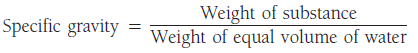 Specific gravity = Weight of substance / Weight of equal volume of water